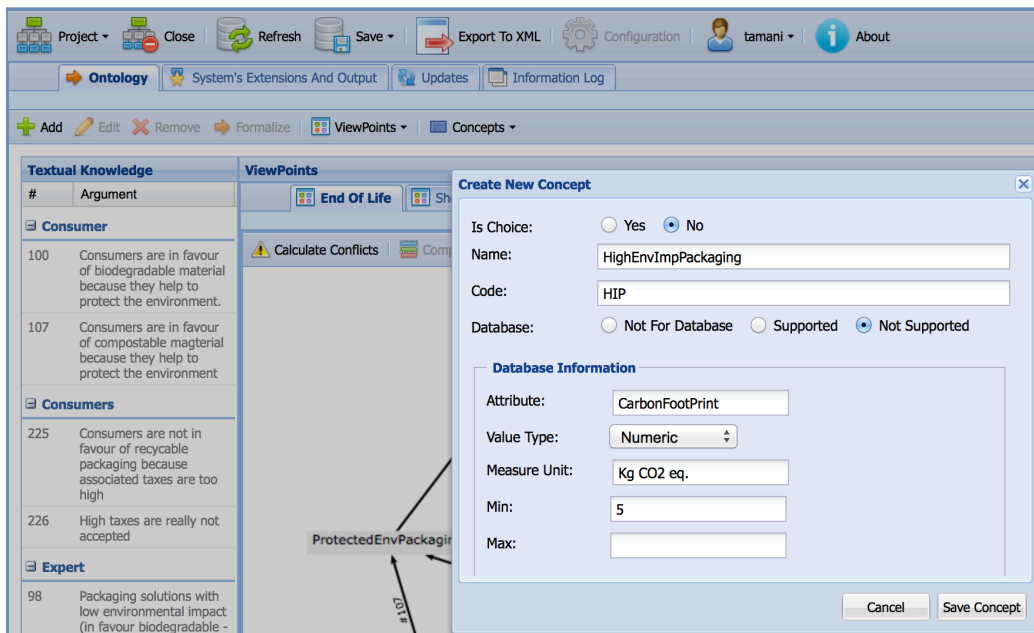 Project Close Refresh Save Export To XML Configuration tamani About
Ontology System's Extensions And Output Updates Information Log
Add Edit Remove Formalize ViewPoints Concepts
Textual Knowledge
# Argument
Consumer
100 Consumers are in favour
of biodegradable material
because they help to
protect the environment.
107 Consumers are in favour
of compostable magterial
because they help to
protect the environment
Consumers
225 Consumers are not in
favour of recycable
packaging because
associated taxes are too
high
226 High taxes are really not
accepted
Expert
98 Packaging solutions with
low environmental impact
(in favour biodegradable -
ViewPoints
End Of Life
Calculate Conflicts
ProtectedEnvPackagin
#107
Create New Concept
Is Choice: Yes No
Name: HighEnvImpPackaging
Code: HIP
Database: Not For Database Supported Not Supported
Database Information
Attribute: CarbonFootPrint
Value Type: Numeric
Measure Unit: Kg CO2 eq.
Min: 5
Max:
Cancel Save Concept